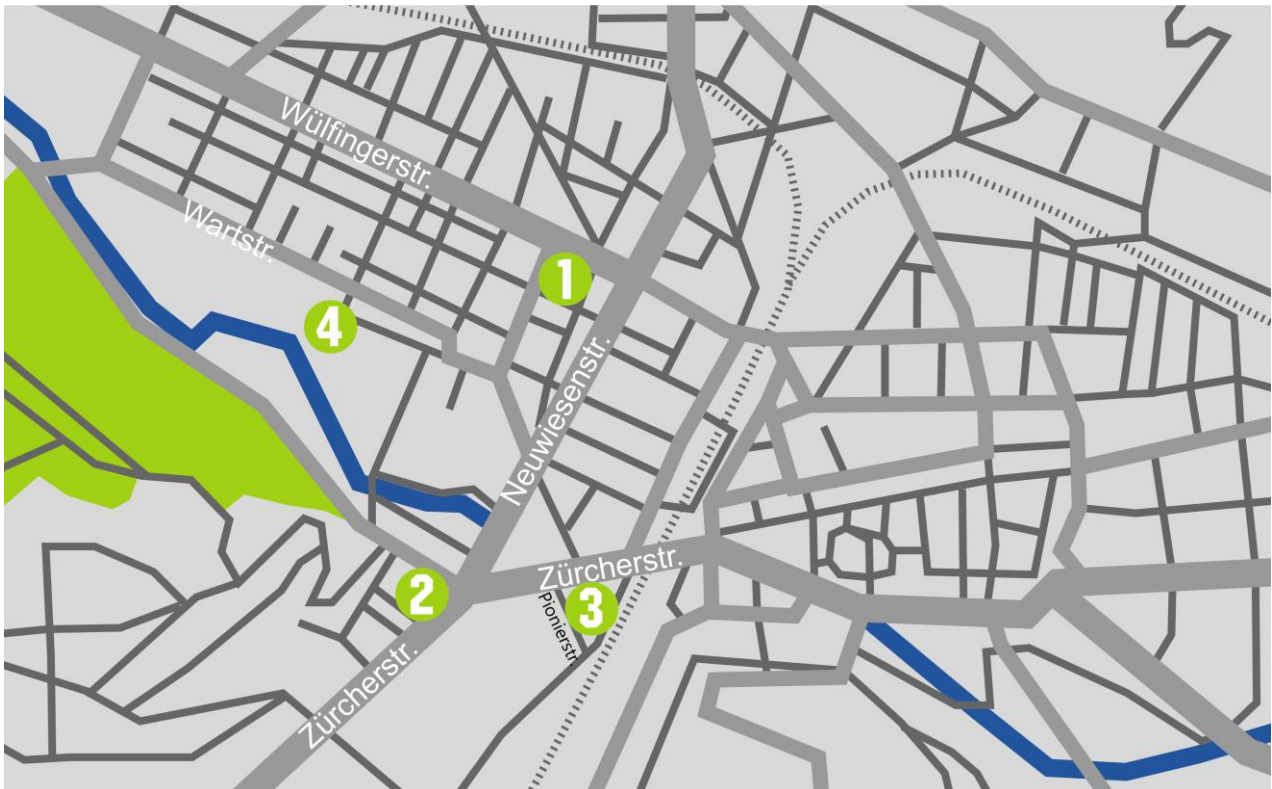 Wülfingerstr.
Wartstr.
1
4
Neuwiesenstr.
Zürcherstr.
2
3
Pionierstr.
Zürcherstr.